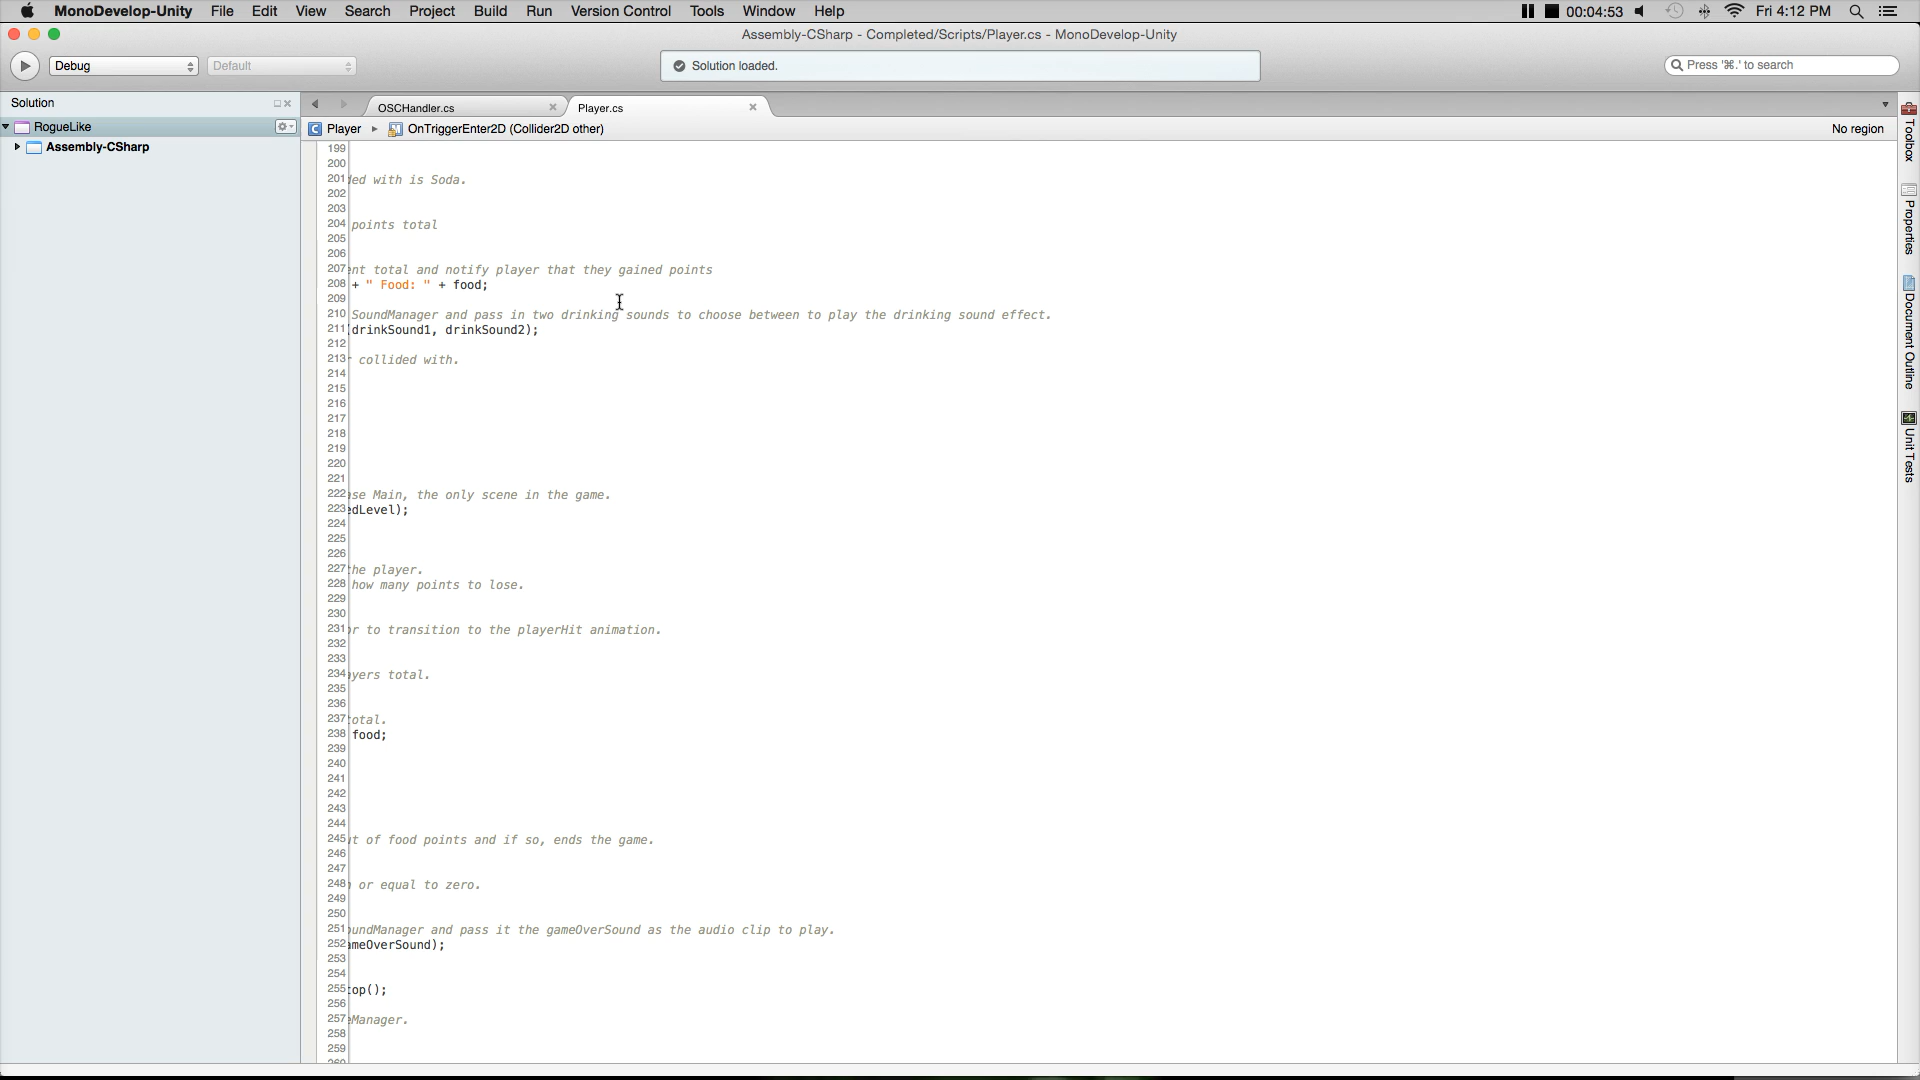 MonoDevelop-Unity File Edit View Search Project Build Run Version Control Tools Window Help 00:04:53 Fri 4:12 PM
Assembly-CSharp - Completed/Scripts/Player.cs - MonoDevelop-Unity
Debug Default Solution loaded. Press '⌘.' to search
Solution OSCHandler.cs Player.cs
RogueLike Player OnTriggerEnter2D (Collider2D other) No region
Assembly-CSharp
199
200
201 ded with is Soda.
202
203
204 points total
205
206
207 nt total and notify player that they gained points
208 + " Food: " + food;
209
210 SoundManager and pass in two drinking sounds to choose between to play the drinking sound effect.
211 (drinkSound1, drinkSound2);
212
213 r collided with.
214
215
216
217
218
219
220
221
222 se Main, the only scene in the game.
223 edLevel);
224
225
226
227 the player.
228 how many points to lose.
229
230
231 or to transition to the playerHit animation.
232
233
234 yers total.
235
236
237 total.
238 food;
239
240
241
242
243
244
245 t of food points and if so, ends the game.
246
247
248 or equal to zero.
249
250
251 undManager and pass it the gameOverSound as the audio clip to play.
252 ameOverSound);
253
254
255 top();
256
257 eManager.
258
259
Toolbox
Properties
Document Outline
Unit Tests